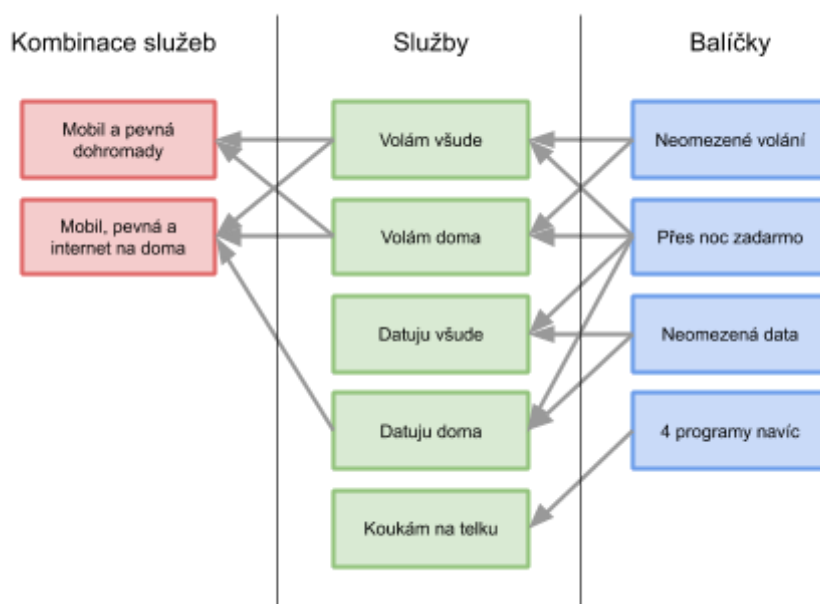 Kombinace služeb
Služby
Balíčky
Mobil a pevná
dohromady
Volám všude
Neomezené volání
Mobil, pevná a
internet na doma
Volám doma
Přes noc zadarmo
Datuju všude
Neomezená data
Datuju doma
4 programy navíc
Koukám na telku